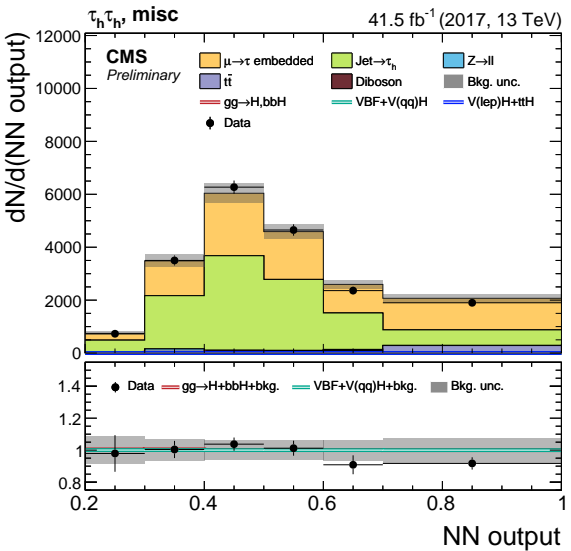 τhτh, misc 41.5 fb-1 (2017, 13 TeV)
CMS
Preliminary
μ→τ embedded Jet→τh Z→ll
tt̄ Diboson Bkg. unc.
gg→H,bbH VBF+V(qq)H V(lep)H+ttH
Data
dN/d(NN output)
12000
10000
8000
6000
4000
2000
0
Data gg→H+bbH+bkg. VBF+V(qq)H+bkg. Bkg. unc.
1.4
1.2
1.0
0.8
0.2 0.4 0.6 0.8 1
NN output